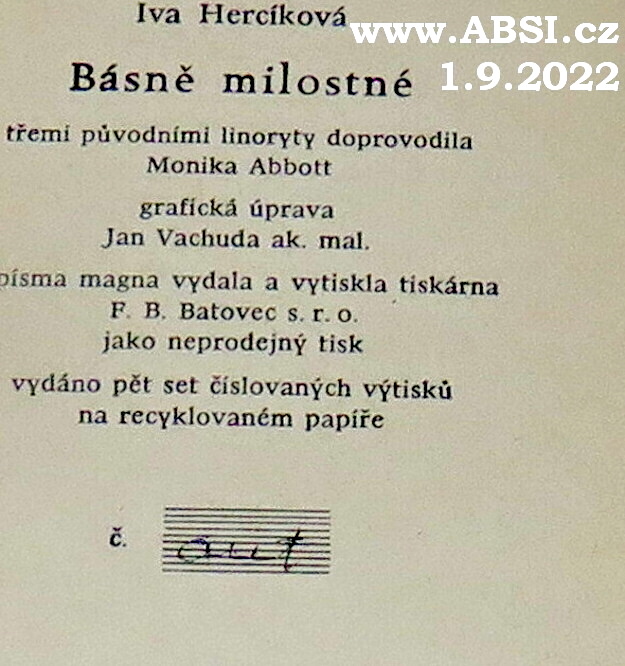 Iva Hercíková
www.ABSI.cz
Básně milostné
1.9.2022
třemi původními linoryty doprovodila
Monika Abbott
grafická úprava
Jan Vachuda ak. mal.
písma magna vydala a vytiskla tiskárna
F. B. Batovec s. r. o.
jako neprodejný tisk
vydáno pět set číslovaných výtisků
na recyklovaném papíře
č. aut